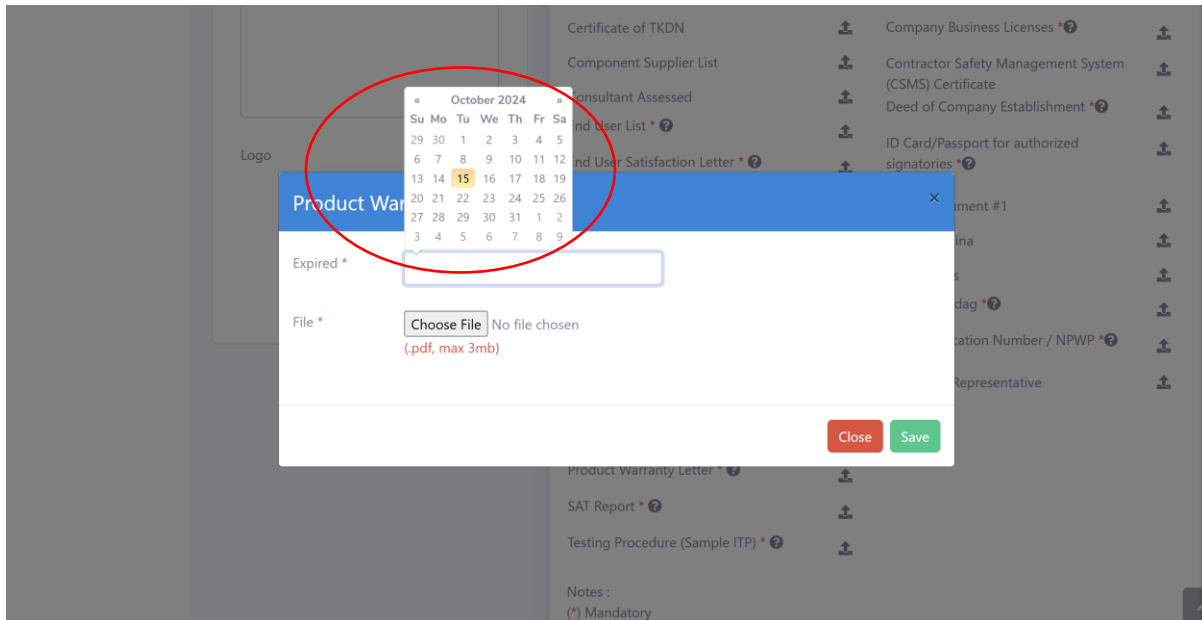 Certificate of TKDN
Component Supplier List
Consultant Assessed
End User List * ?
End User Satisfaction Letter * ?
Company Business Licenses * ?
Contractor Safety Management System
(CSMS) Certificate
Deed of Company Establishment * ?
ID Card/Passport for authorized
signatories * ?
ument #1
ina
s
dag * ?
cation Number / NPWP * ?
Representative
Logo
« October 2024 »
Su Mo Tu We Th Fr Sa
29 30 1 2 3 4 5
6 7 8 9 10 11 12
13 14 15 16 17 18 19
20 21 22 23 24 25 26
27 28 29 30 31 1 2
3 4 5 6 7 8 9
Product War
×
Expired *
File *
Choose File No file chosen
(.pdf, max 3mb)
Close
Save
Product Warranty Letter * ?
SAT Report * ?
Testing Procedure (Sample ITP) * ?
Notes :
(*) Mandatory